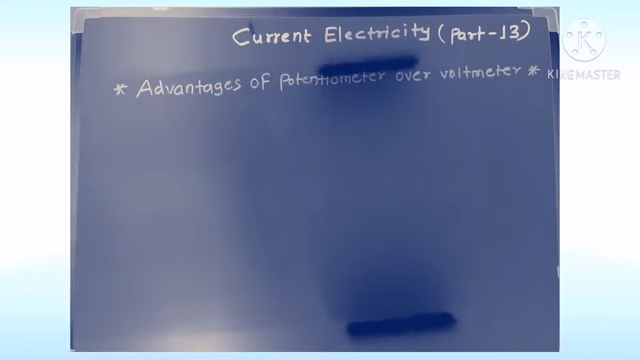 Current Electricity (part-13)
* Advantages of potentiometer over voltmeter *
KINEMASTER